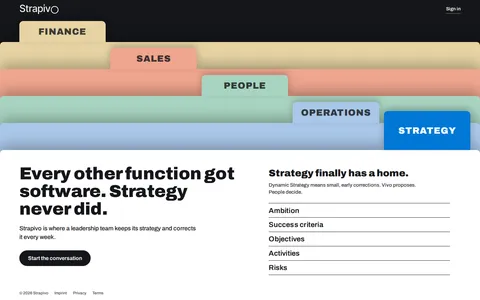 Strapivo
Sign in
FINANCE
SALES
PEOPLE
OPERATIONS
STRATEGY
Every other function got
software. Strategy
never did.
Strapivo is where a leadership team keeps its strategy and corrects
it every week.
Start the conversation
Strategy finally has a home.
Dynamic Strategy means small, early corrections. Vivo proposes.
People decide.
Ambition
Success criteria
Objectives
Activities
Risks
© 2026 Strapivo Imprint Privacy Terms